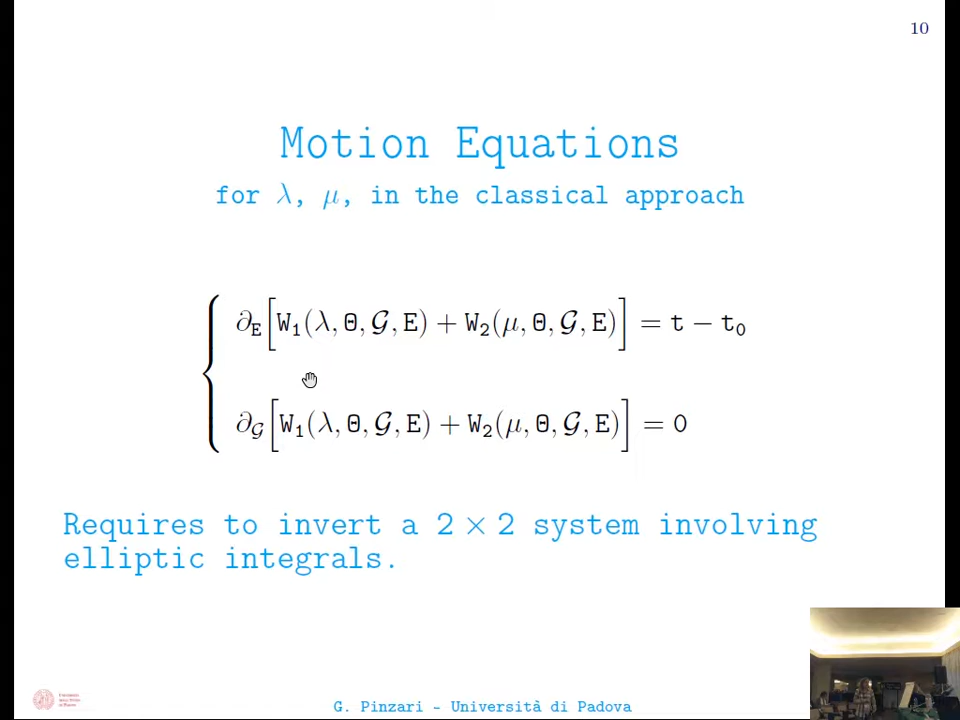 10
Motion Equations
for λ, μ, in the classical approach
∂_E[W₁(λ, Θ, 𝒢, E) + W₂(μ, Θ, 𝒢, E)] = t − t₀
∂_𝒢[W₁(λ, Θ, 𝒢, E) + W₂(μ, Θ, 𝒢, E)] = 0
Requires to invert a 2 × 2 system involving
elliptic integrals.
G. Pinzari - Università di Padova